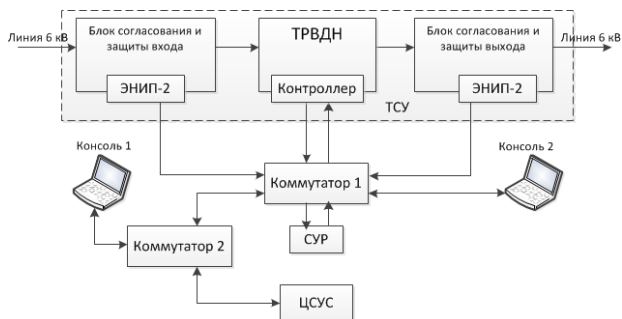 Линия 6 кВ
Блок согласования и
защиты входа
ЭНИП-2
ТРВДН
Контроллер
Блок согласования и
защиты выхода
ЭНИП-2
Линия 6 кВ
ТСУ
Консоль 1
Коммутатор 1
Консоль 2
Коммутатор 2
СУР
ЦСУС